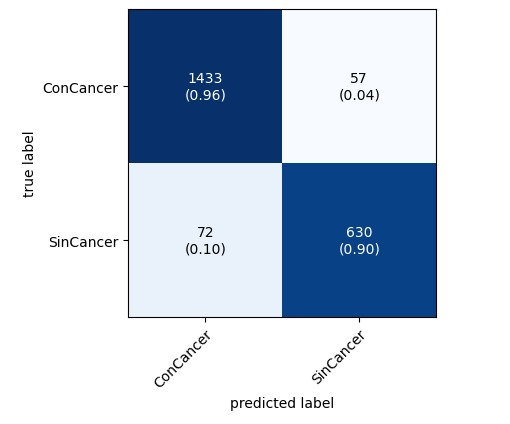 true label
ConCancer
1433
(0.96)
57
(0.04)
SinCancer
72
(0.10)
630
(0.90)
ConCancer
SinCancer
predicted label